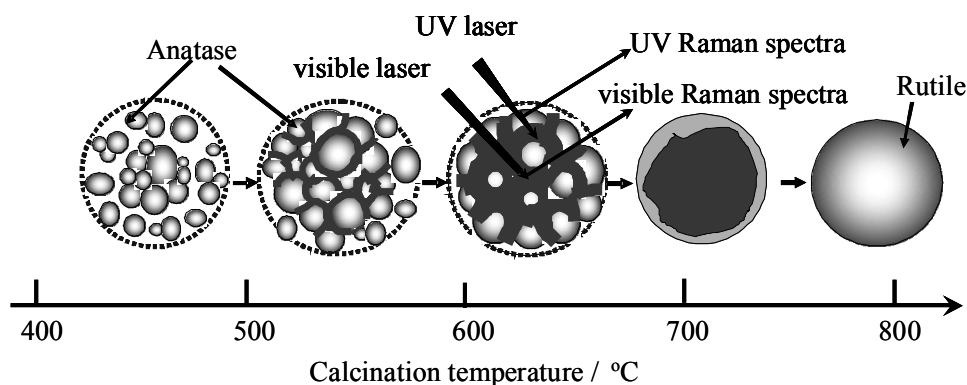 UV laser
Anatase
UV Raman spectra
visible laser
visible Raman spectra
Rutile
400
500
600
700
800
Calcination temperature / ºC